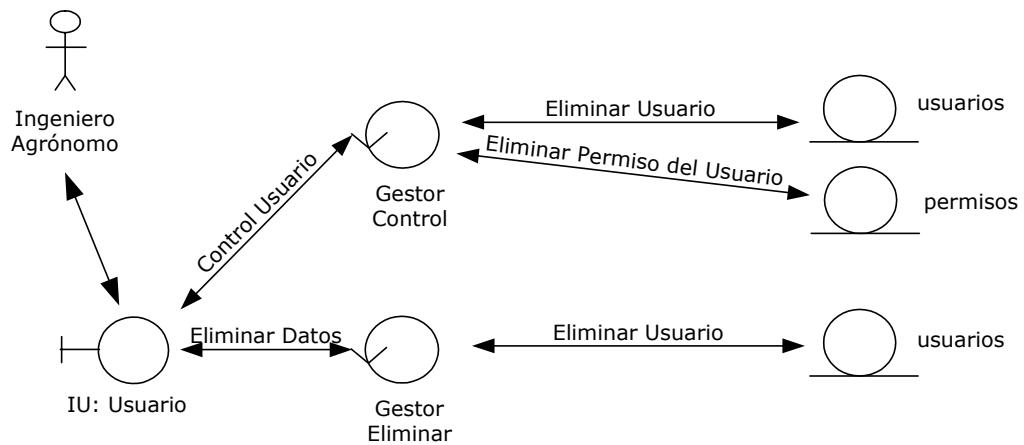 Ingeniero
Agrónomo
Control Usuario
Gestor
Control
Eliminar Usuario
usuarios
Eliminar Permiso del Usuario
permisos
IU: Usuario
Eliminar Datos
Gestor
Eliminar
Eliminar Usuario
usuarios